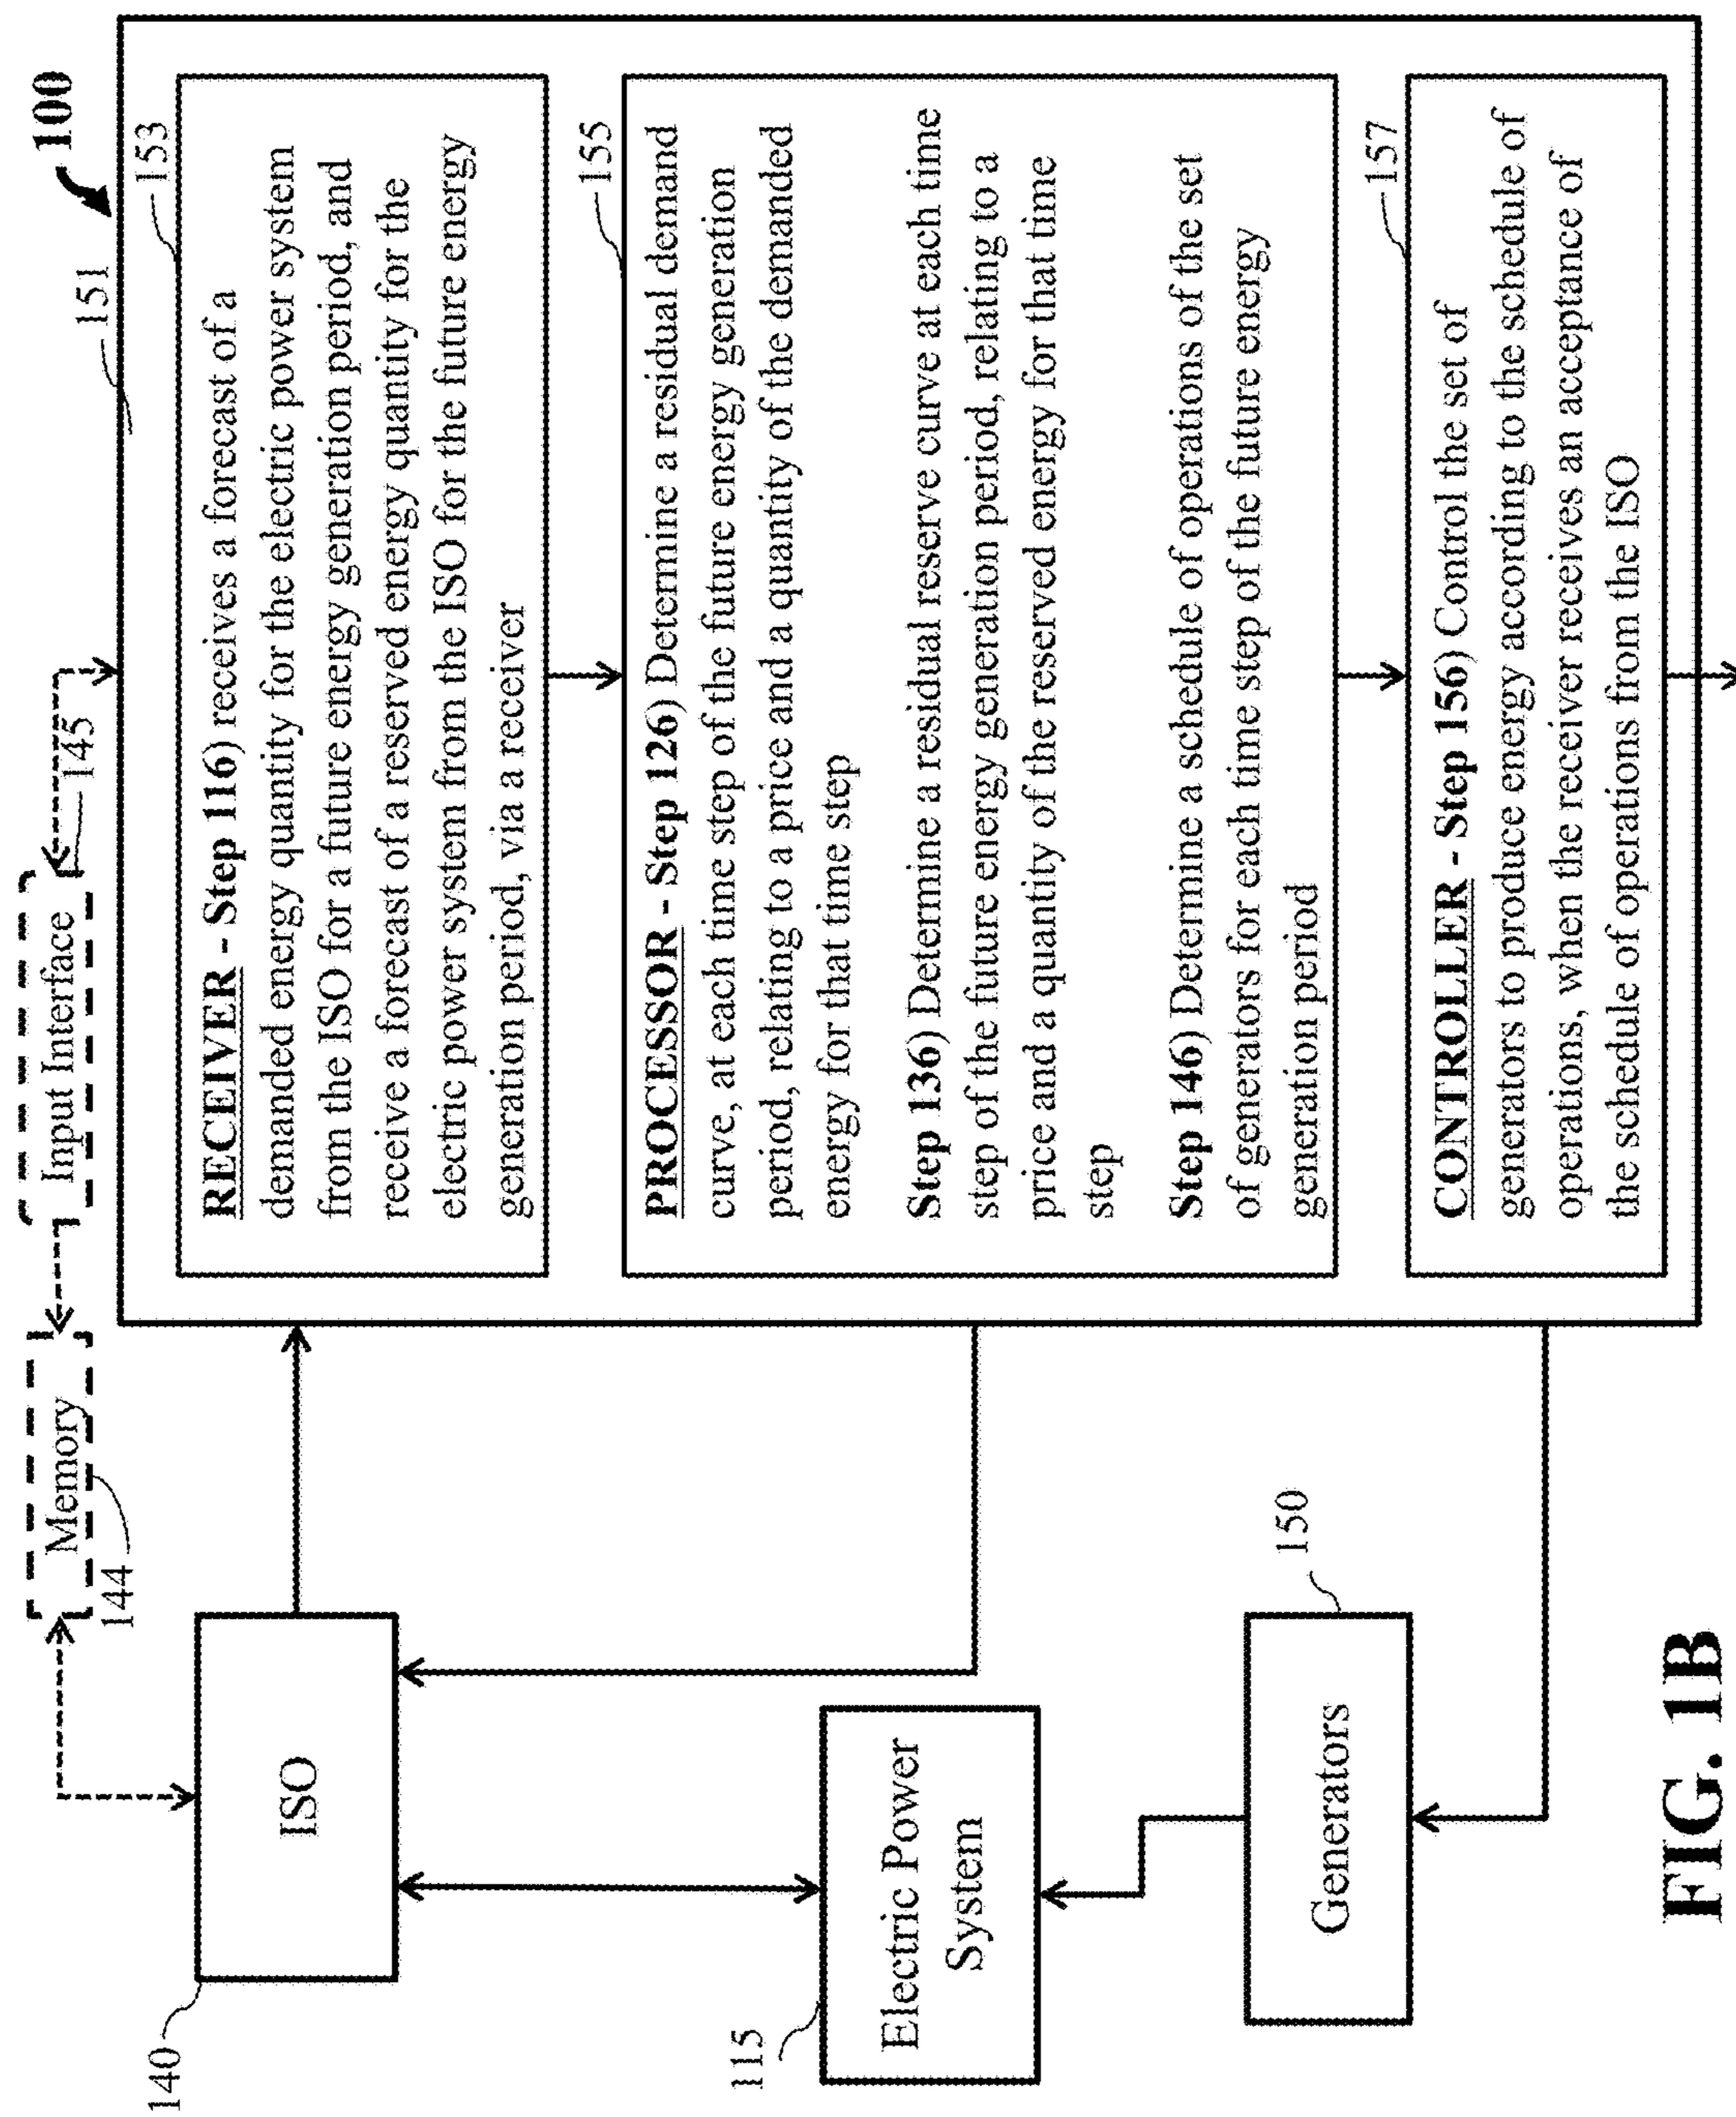 100
151
153
RECEIVER - Step 116) receives a forecast of a
demanded energy quantity for the electric power system
from the ISO for a future energy generation period, and
receive a forecast of a reserved energy quantity for the
electric power system from the ISO for the future energy
generation period, via a receiver
155
PROCESSOR - Step 126) Determine a residual demand
curve, at each time step of the future energy generation
period, relating to a price and a quantity of the demanded
energy for that time step
Step 136) Determine a residual reserve curve at each time
step of the future energy generation period, relating to a
price and a quantity of the reserved energy for that time
step
Step 146) Determine a schedule of operations of the set
of generators for each time step of the future energy
generation period
157
CONTROLLER - Step 156) Control the set of
generators to produce energy according to the schedule of
operations, when the receiver receives an acceptance of
the schedule of operations from the ISO
Input Interface
145
Memory
144
ISO
140
Electric Power
System
115
Generators
150
FIG. 1B